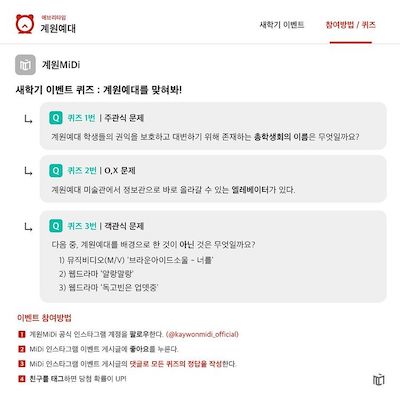 에브리타임
계원예대
새학기 이벤트
참여방법 / 퀴즈
계원MiDi
새학기 이벤트 퀴즈 : 계원예대를 맞혀봐!
Q 퀴즈 1번 | 주관식 문제
계원예대 학생들의 권익을 보호하고 대변하기 위해 존재하는 총학생회의 이름은 무엇일까요?
Q 퀴즈 2번 | O,X 문제
계원예대 미술관에서 정보관으로 바로 올라갈 수 있는 엘레베이터가 있다.
Q 퀴즈 3번 | 객관식 문제
다음 중, 계원예대를 배경으로 한 것이 아닌 것은 무엇일까요?
1) 뮤직비디오(M/V) '브라운아이드소울 - 너를'
2) 웹드라마 '알랑말랑'
3) 웹드라마 '독고빈은 업뎃중'
이벤트 참여방법
1 계원MiDi 공식 인스타그램 계정을 팔로우한다. (@kaywonmidi_official)
2 MiDi 인스타그램 이벤트 게시글에 좋아요를 누른다.
3 MiDi 인스타그램 이벤트 게시글의 댓글로 모든 퀴즈의 정답을 작성한다.
4 친구를 태그하면 당첨 확률이 UP!